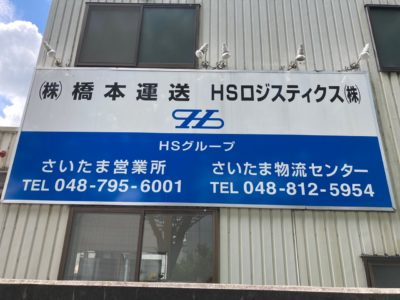 ㈱橋本運送 HSロジスティクス㈱
HS
HSグループ
さいたま営業所 さいたま物流センター
TEL 048-795-6001 TEL 048-812-5954